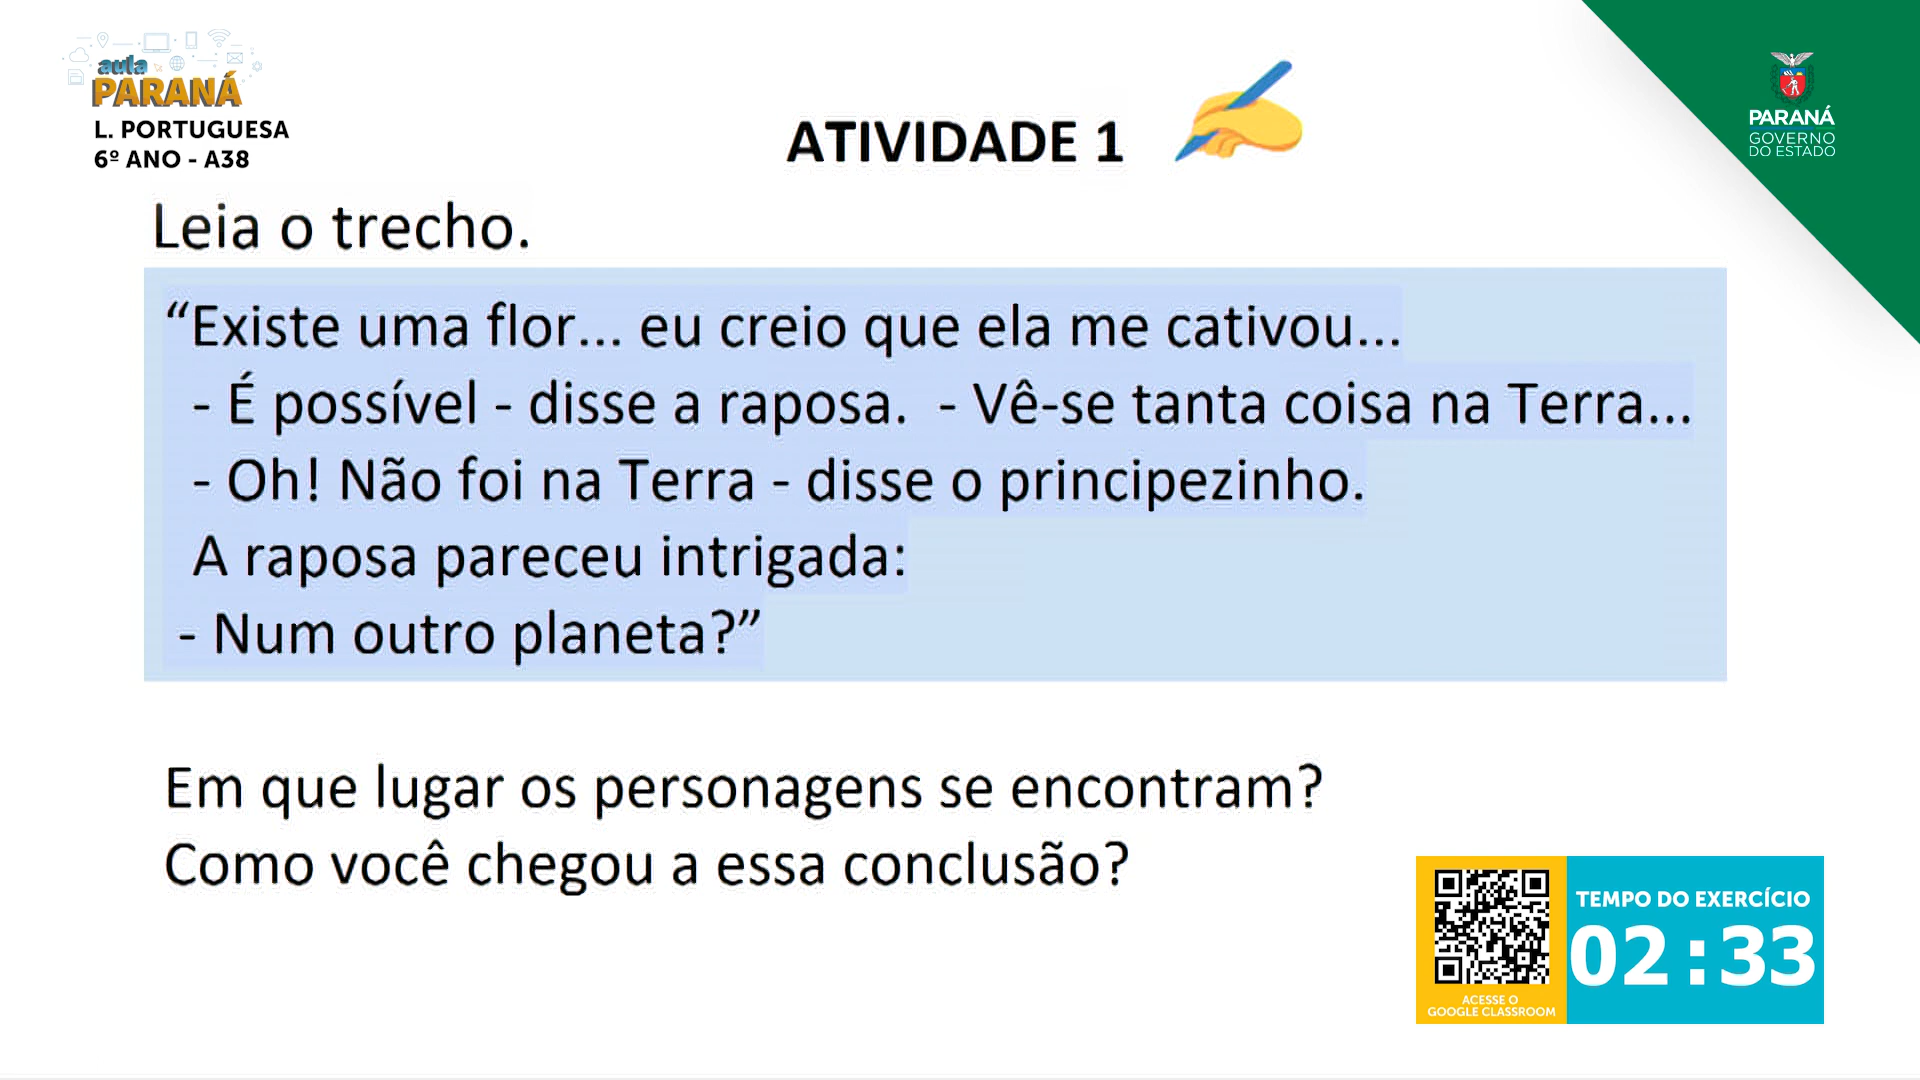 aula
PARANÁ
L. PORTUGUESA
6º ANO - A38
ATIVIDADE 1
PARANÁ
GOVERNO
DO ESTADO
Leia o trecho.
“Existe uma flor... eu creio que ela me cativou...
- É possível - disse a raposa.  - Vê-se tanta coisa na Terra...
- Oh! Não foi na Terra - disse o principezinho.
A raposa pareceu intrigada:
- Num outro planeta?”
Em que lugar os personagens se encontram?
Como você chegou a essa conclusão?
ACESSE O
GOOGLE CLASSROOM
TEMPO DO EXERCÍCIO
02:33